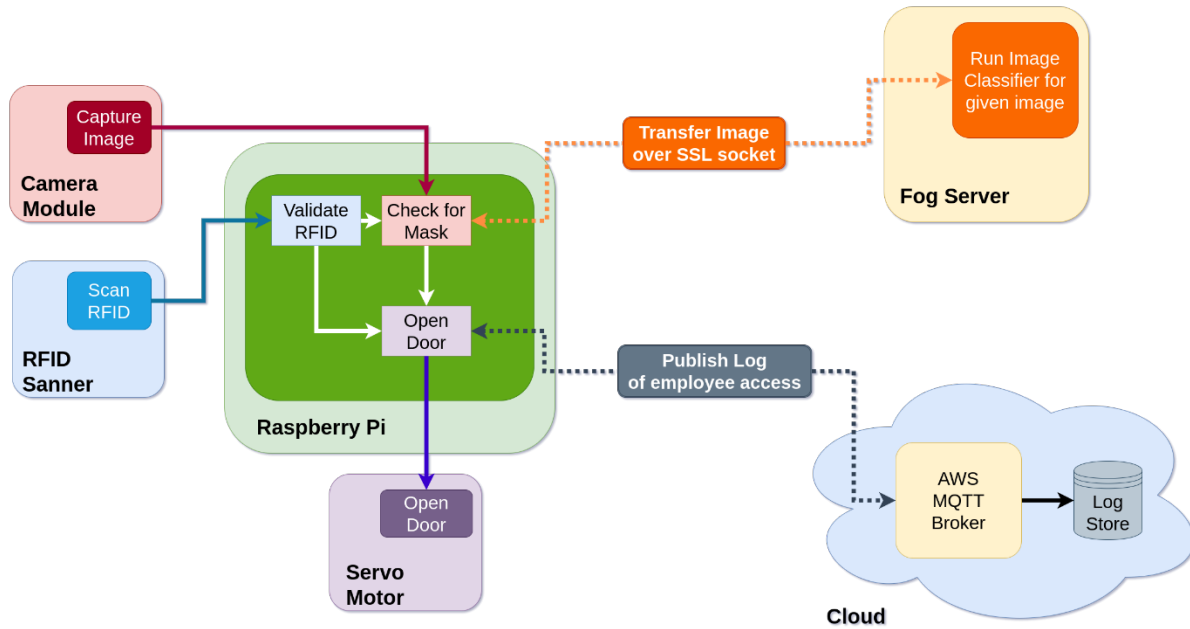 Capture
Image
Camera
Module
Scan
RFID
RFID
Sanner
Validate
RFID
Check for
Mask
Open
Door
Raspberry Pi
Open
Door
Servo
Motor
Transfer Image
over SSL socket
Run Image
Classifier for
given image
Fog Server
Publish Log
of employee access
AWS
MQTT
Broker
Log
Store
Cloud